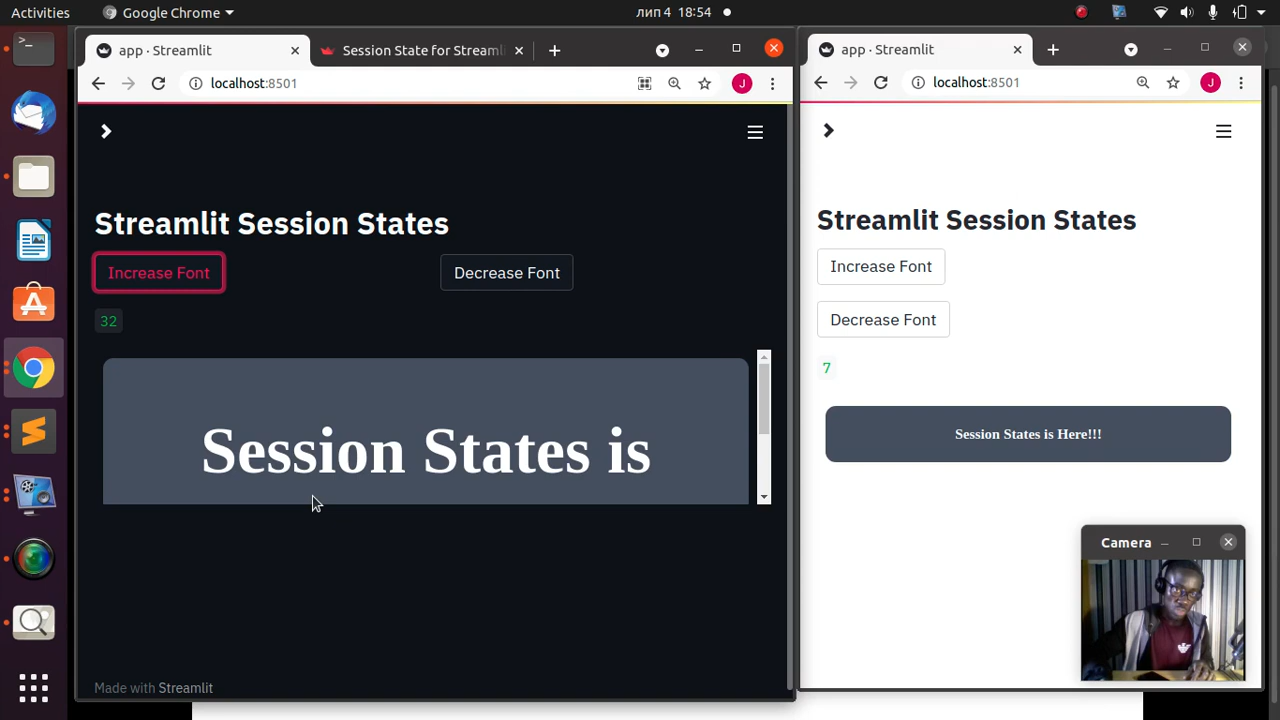 Activities
Google Chrome
лип 4 18:54
app · Streamlit
Session State for Streaml
localhost:8501
J
Streamlit Session States
Increase Font
Decrease Font
32
Session States is
Made with Streamlit
app · Streamlit
localhost:8501
J
Streamlit Session States
Increase Font
Decrease Font
7
Session States is Here!!!
Camera